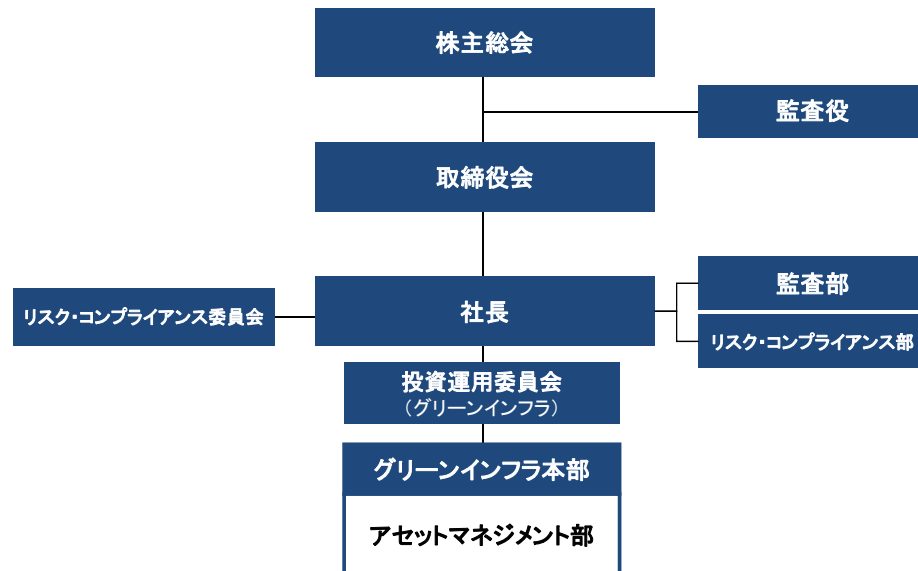 株主総会
監査役
取締役会
監査部
リスク・コンプライアンス委員会
社長
リスク・コンプライアンス部
投資運用委員会
（グリーンインフラ）
グリーンインフラ本部
アセットマネジメント部